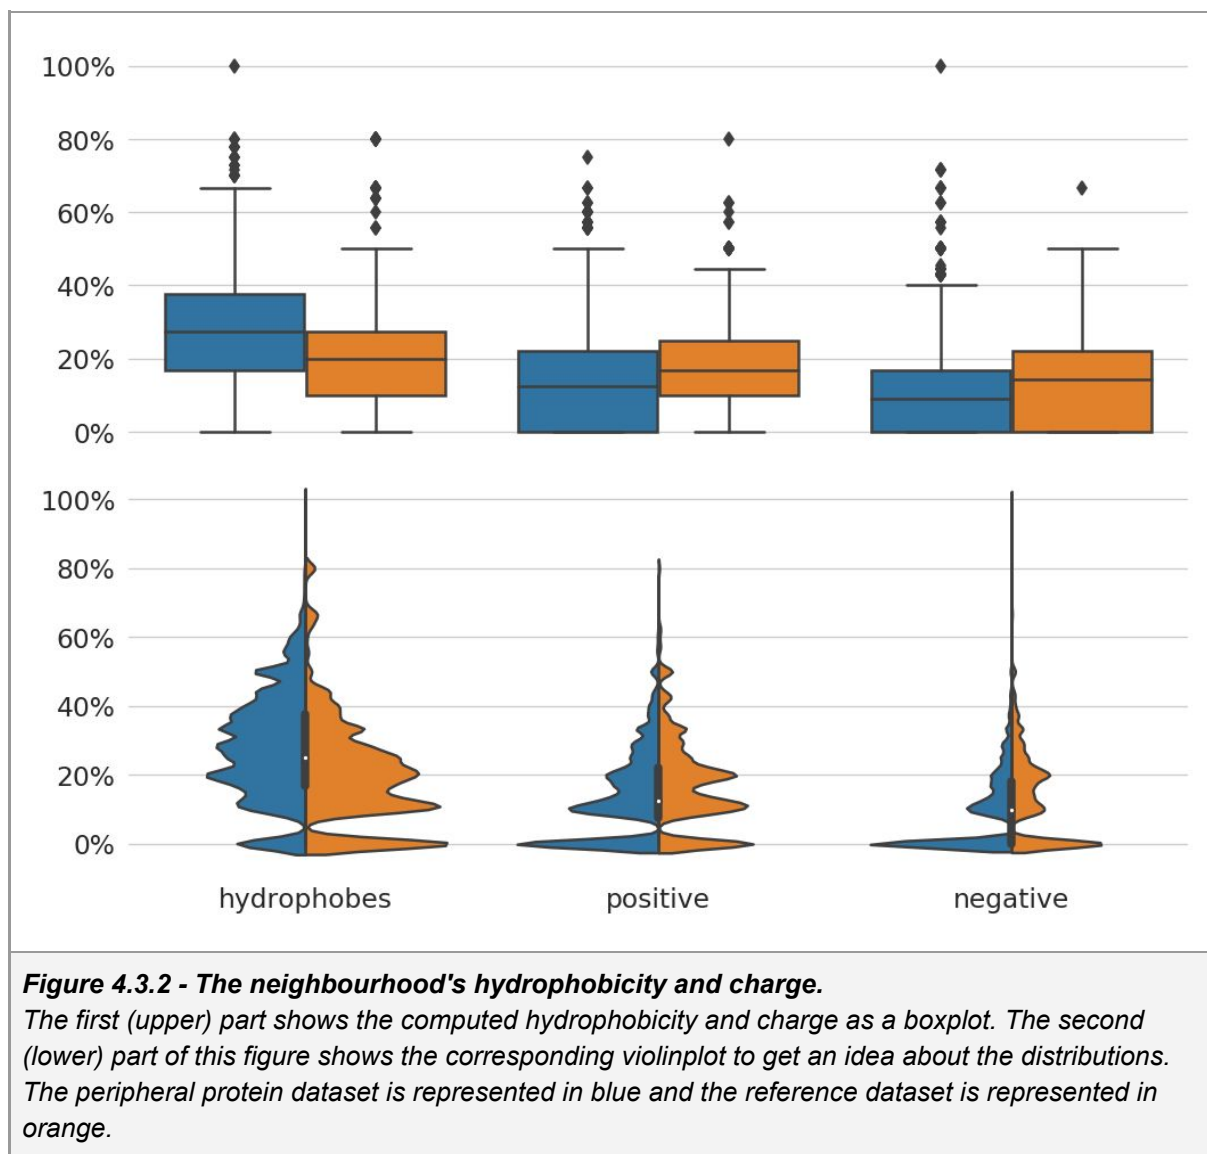 100%
80%
60%
40%
20%
0%
100%
80%
60%
40%
20%
0%
hydrophobes positive negative
Figure 4.3.2 - The neighbourhood's hydrophobicity and charge.
The first (upper) part shows the computed hydrophobicity and charge as a boxplot. The second
(lower) part of this figure shows the corresponding violinplot to get an idea about the distributions.
The peripheral protein dataset is represented in blue and the reference dataset is represented in
orange.